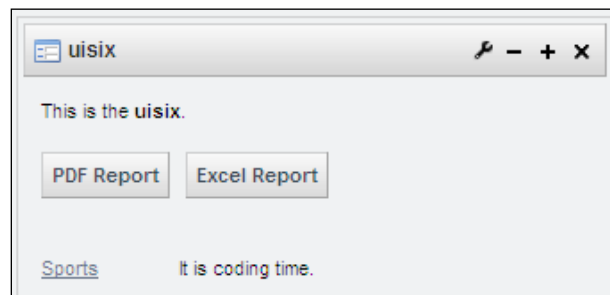 uisix
This is the uisix.
PDF Report Excel Report
Sports It is coding time.